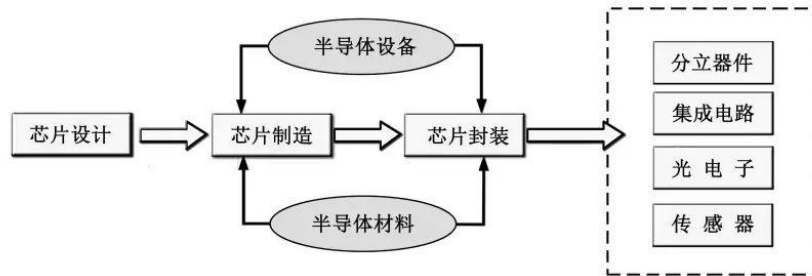 半导体设备
芯片设计
芯片制造
芯片封装
半导体材料
分立器件
集成电路
光电子
传感器